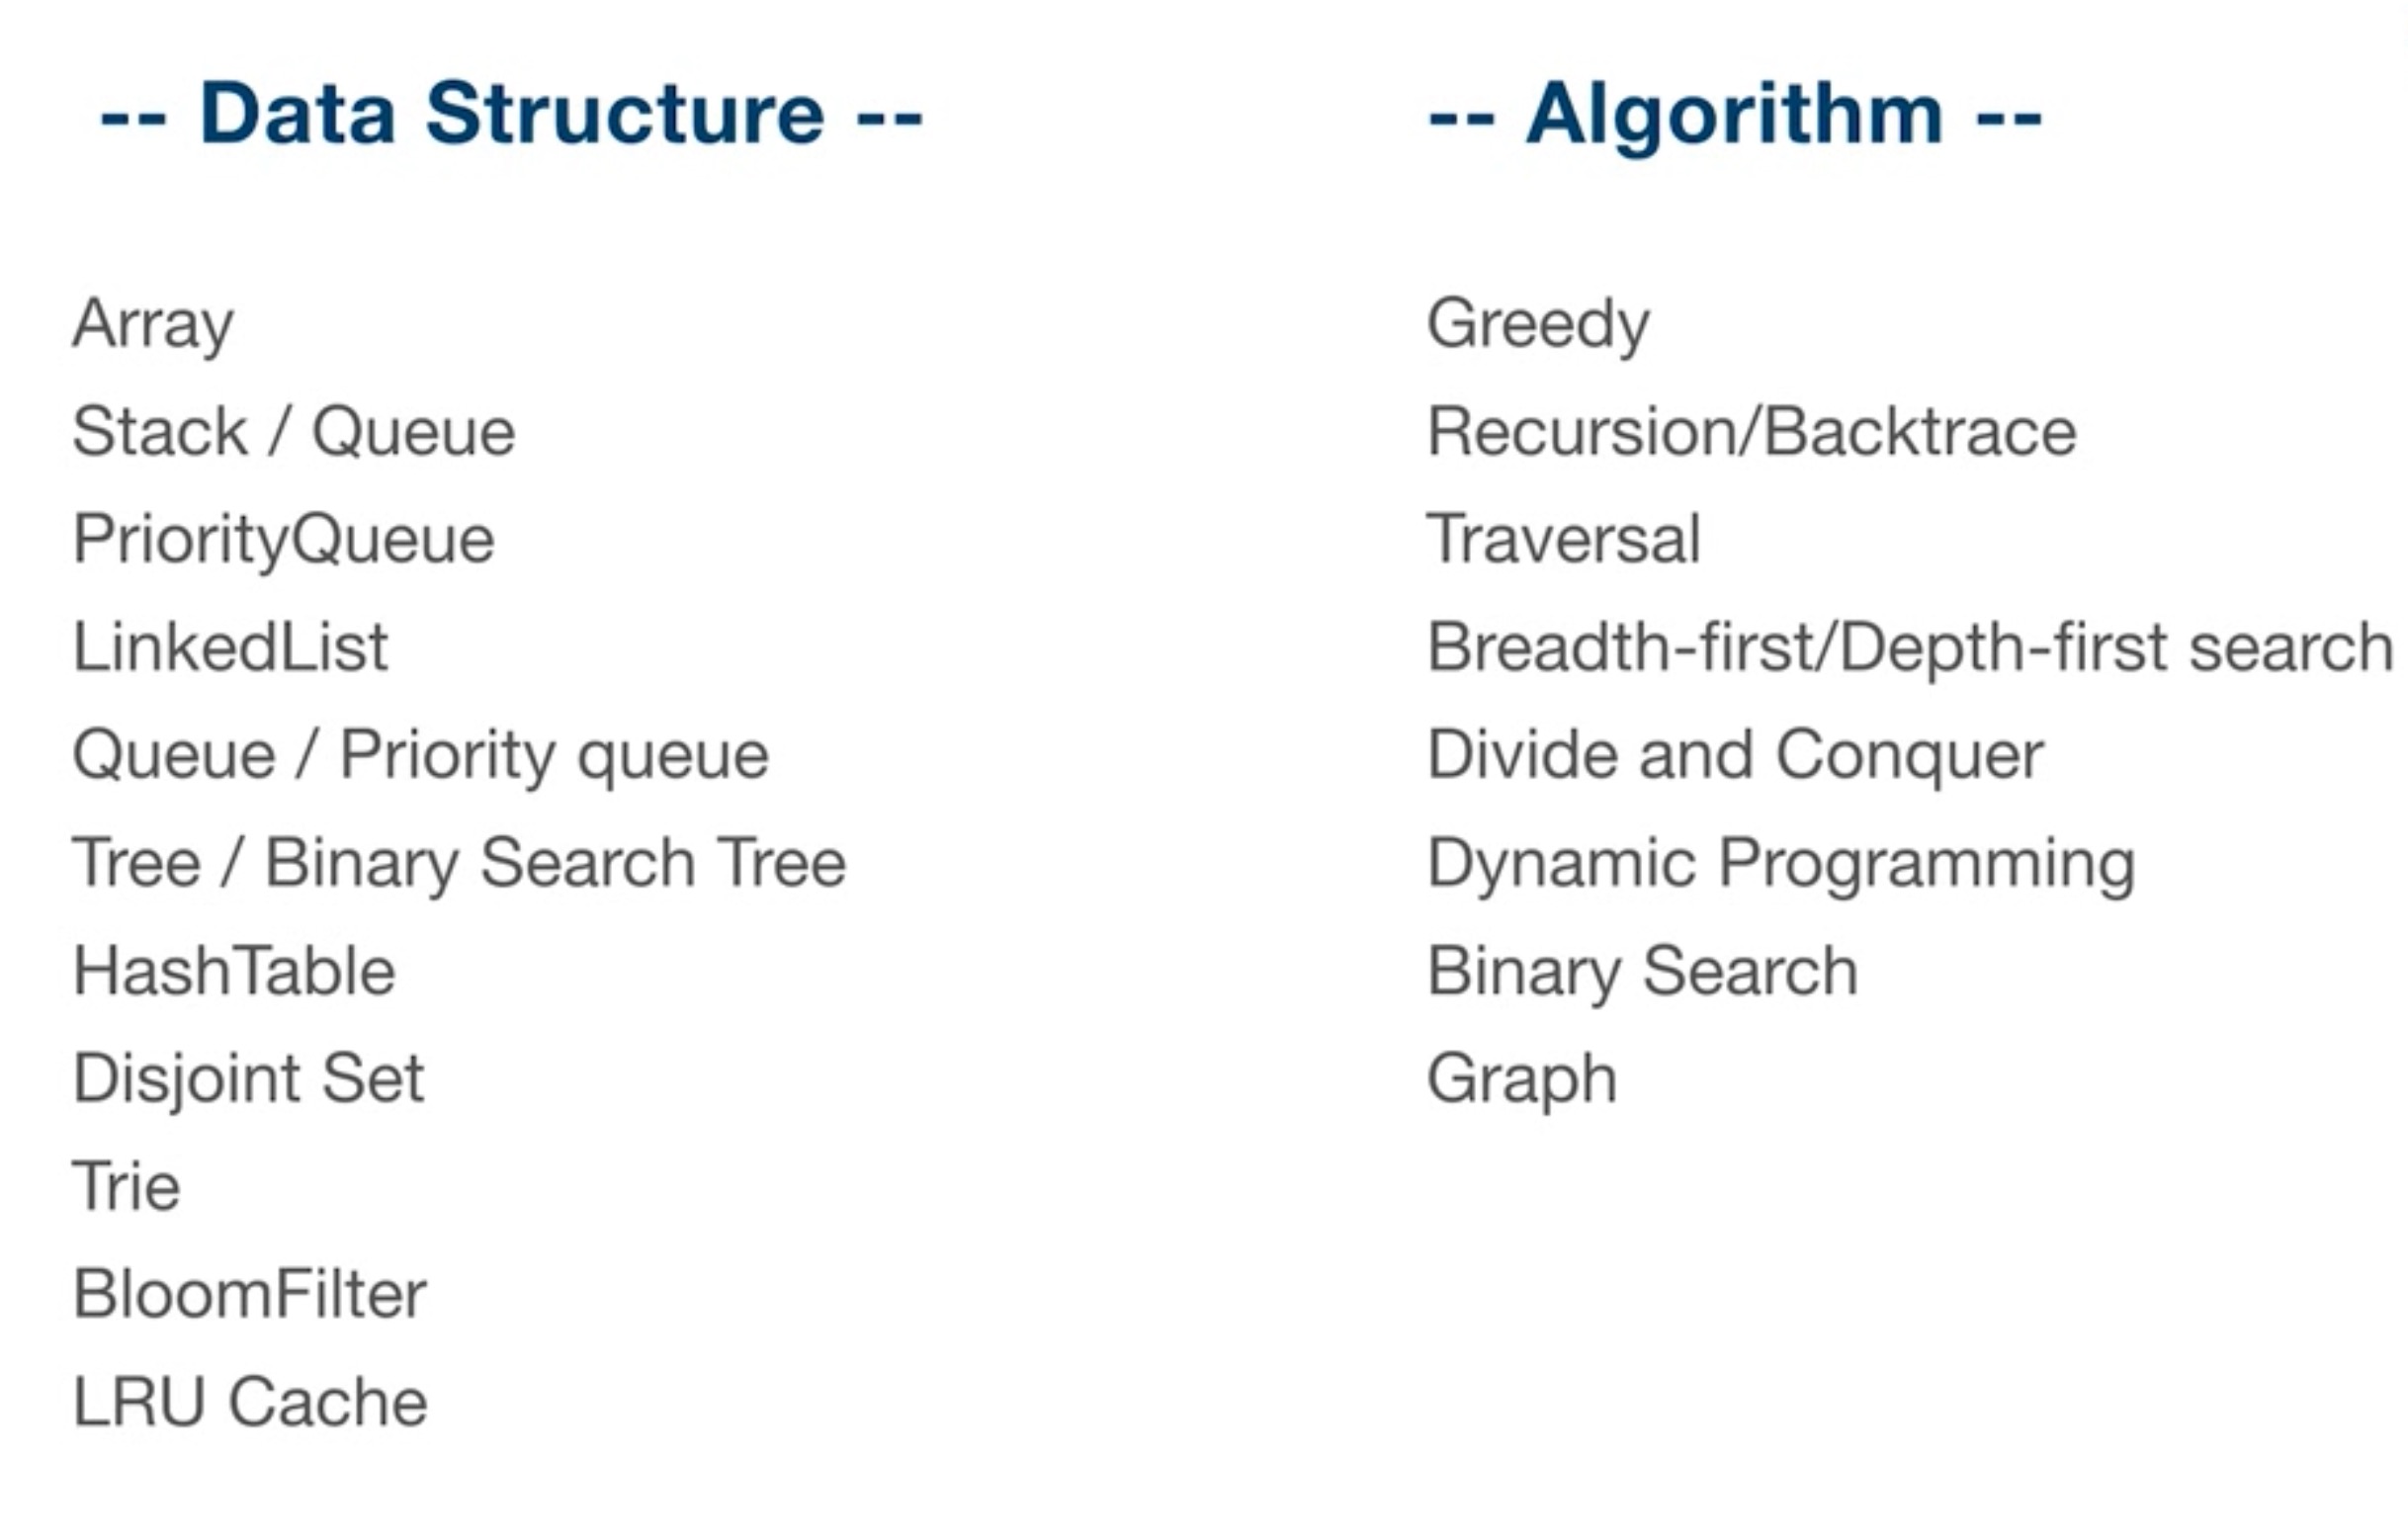 -- Data Structure --
Array
Stack / Queue
PriorityQueue
LinkedList
Queue / Priority queue
Tree / Binary Search Tree
HashTable
Disjoint Set
Trie
BloomFilter
LRU Cache
-- Algorithm --
Greedy
Recursion/Backtrace
Traversal
Breadth-first/Depth-first search
Divide and Conquer
Dynamic Programming
Binary Search
Graph